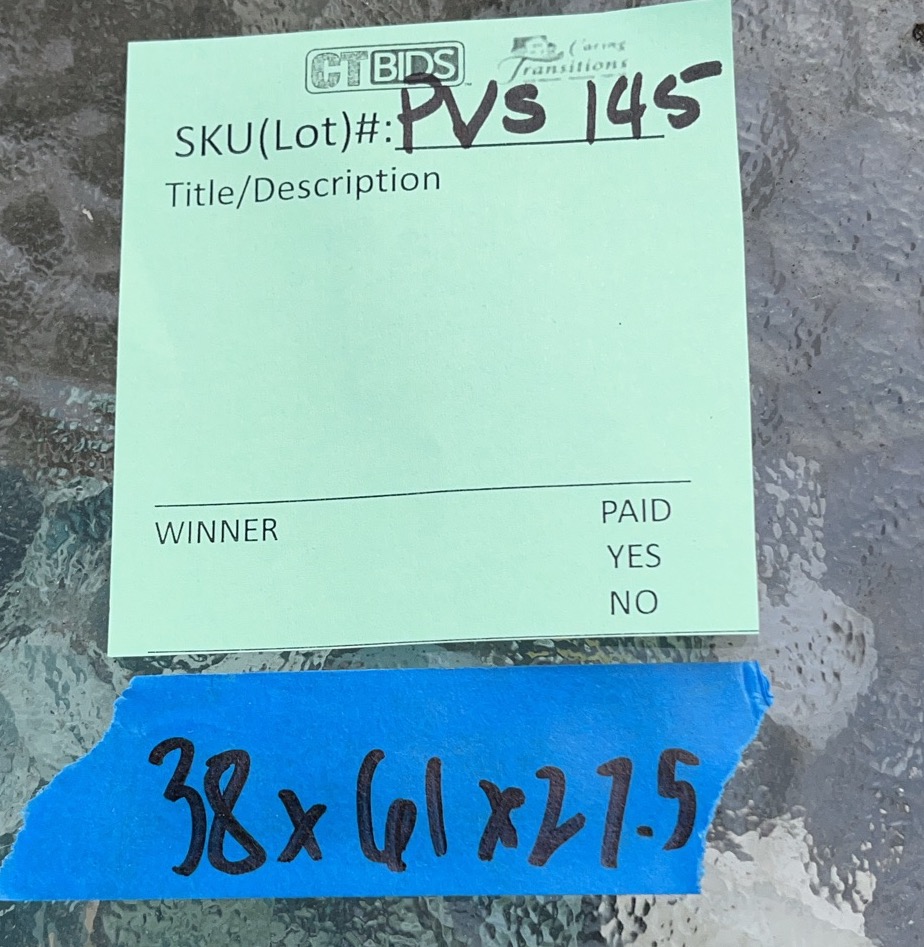 CTBIDS Caring
Transitions
SKU(Lot)#: PVS 145
Title/Description
WINNER PAID
YES
NO
38 x 61 x 27.5